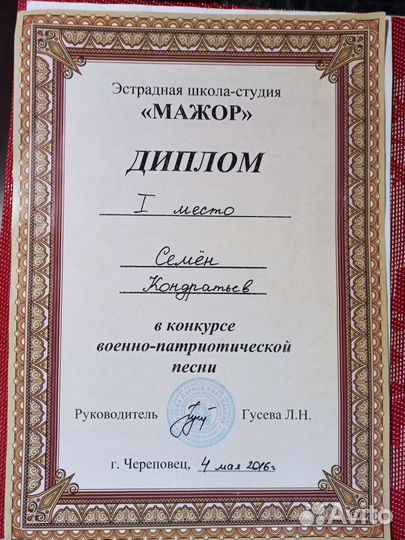 Эстрадная школа-студия
«МАЖОР»
ДИПЛОМ
I место
Семён
Кондратьев
в конкурсе
военно-патриотической
песни
Руководитель Гусева Л.Н.
г. Череповец, 4 мая 2016г
Avito